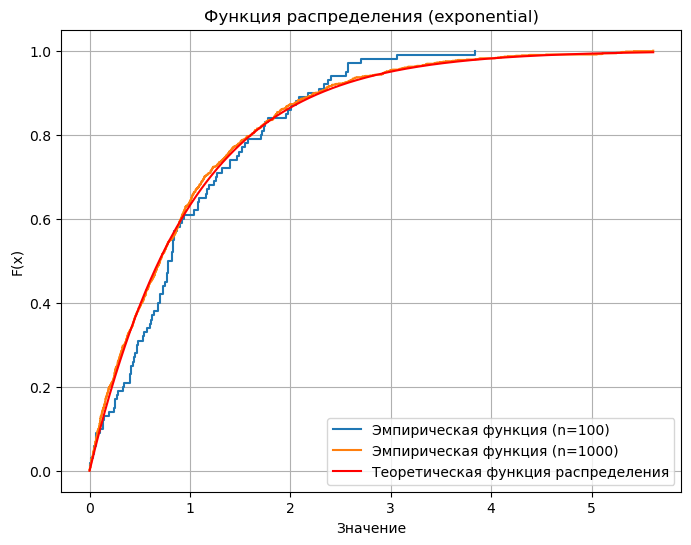 Функция распределения (exponential)
1.0
0.8
0.6
0.4
0.2
0.0
F(x)
0 1 2 3 4 5
Значение
Эмпирическая функция (n=100)
Эмпирическая функция (n=1000)
Теоретическая функция распределения